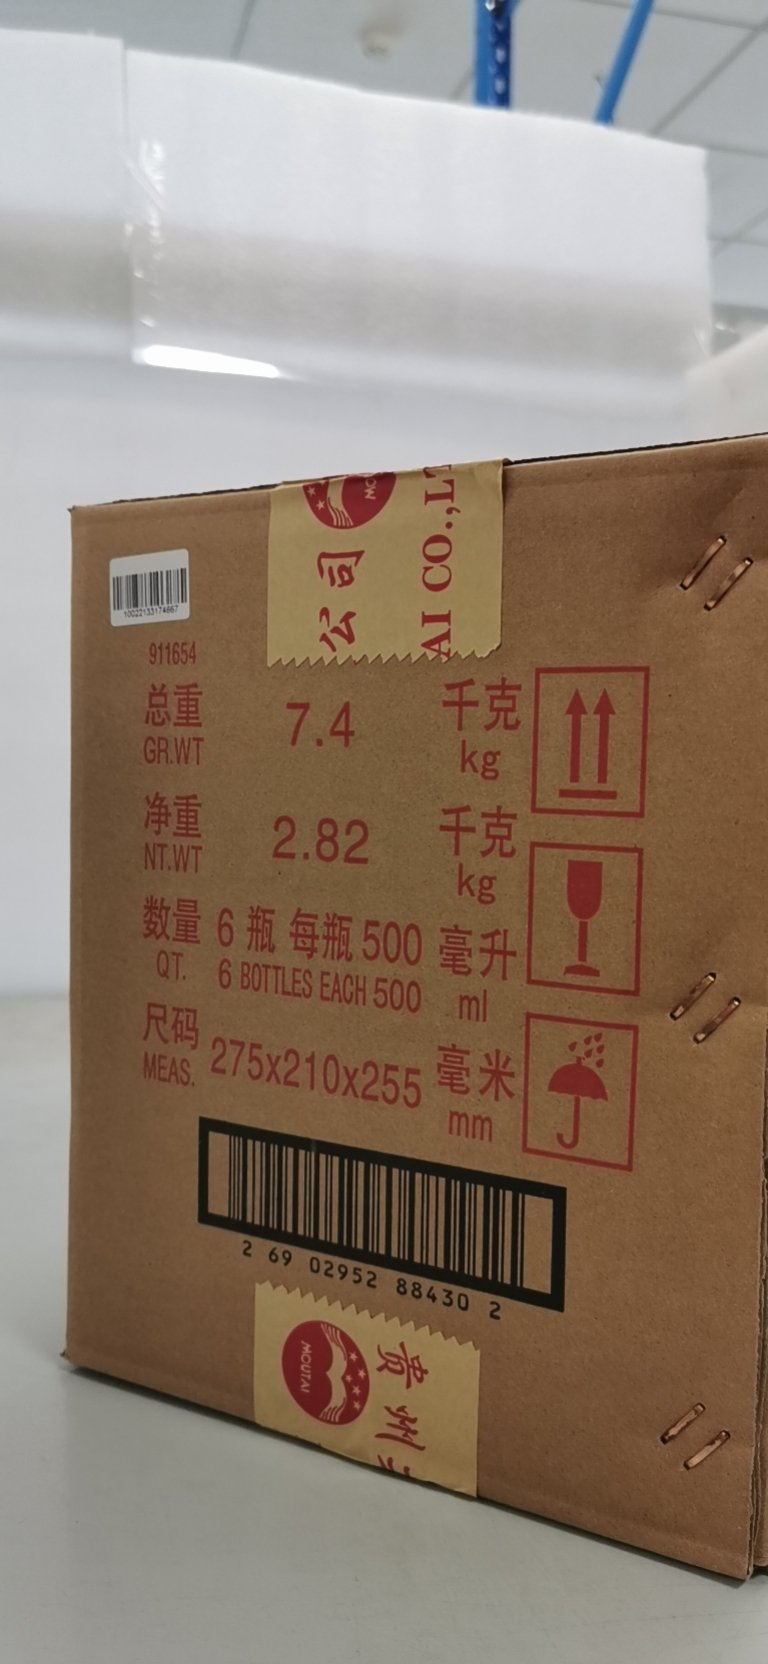 MOU
公司
AI CO.,LT
10022133174667
911654
总重 7.4 千克
GR.WT kg
净重 2.82 千克
NT.WT kg
数量 6 瓶 每瓶 500 毫升
QT. 6 BOTTLES EACH 500 ml
尺码 275x210x255 毫米
MEAS. mm
2 69 02952 88430 2
MOUTAI
贵州